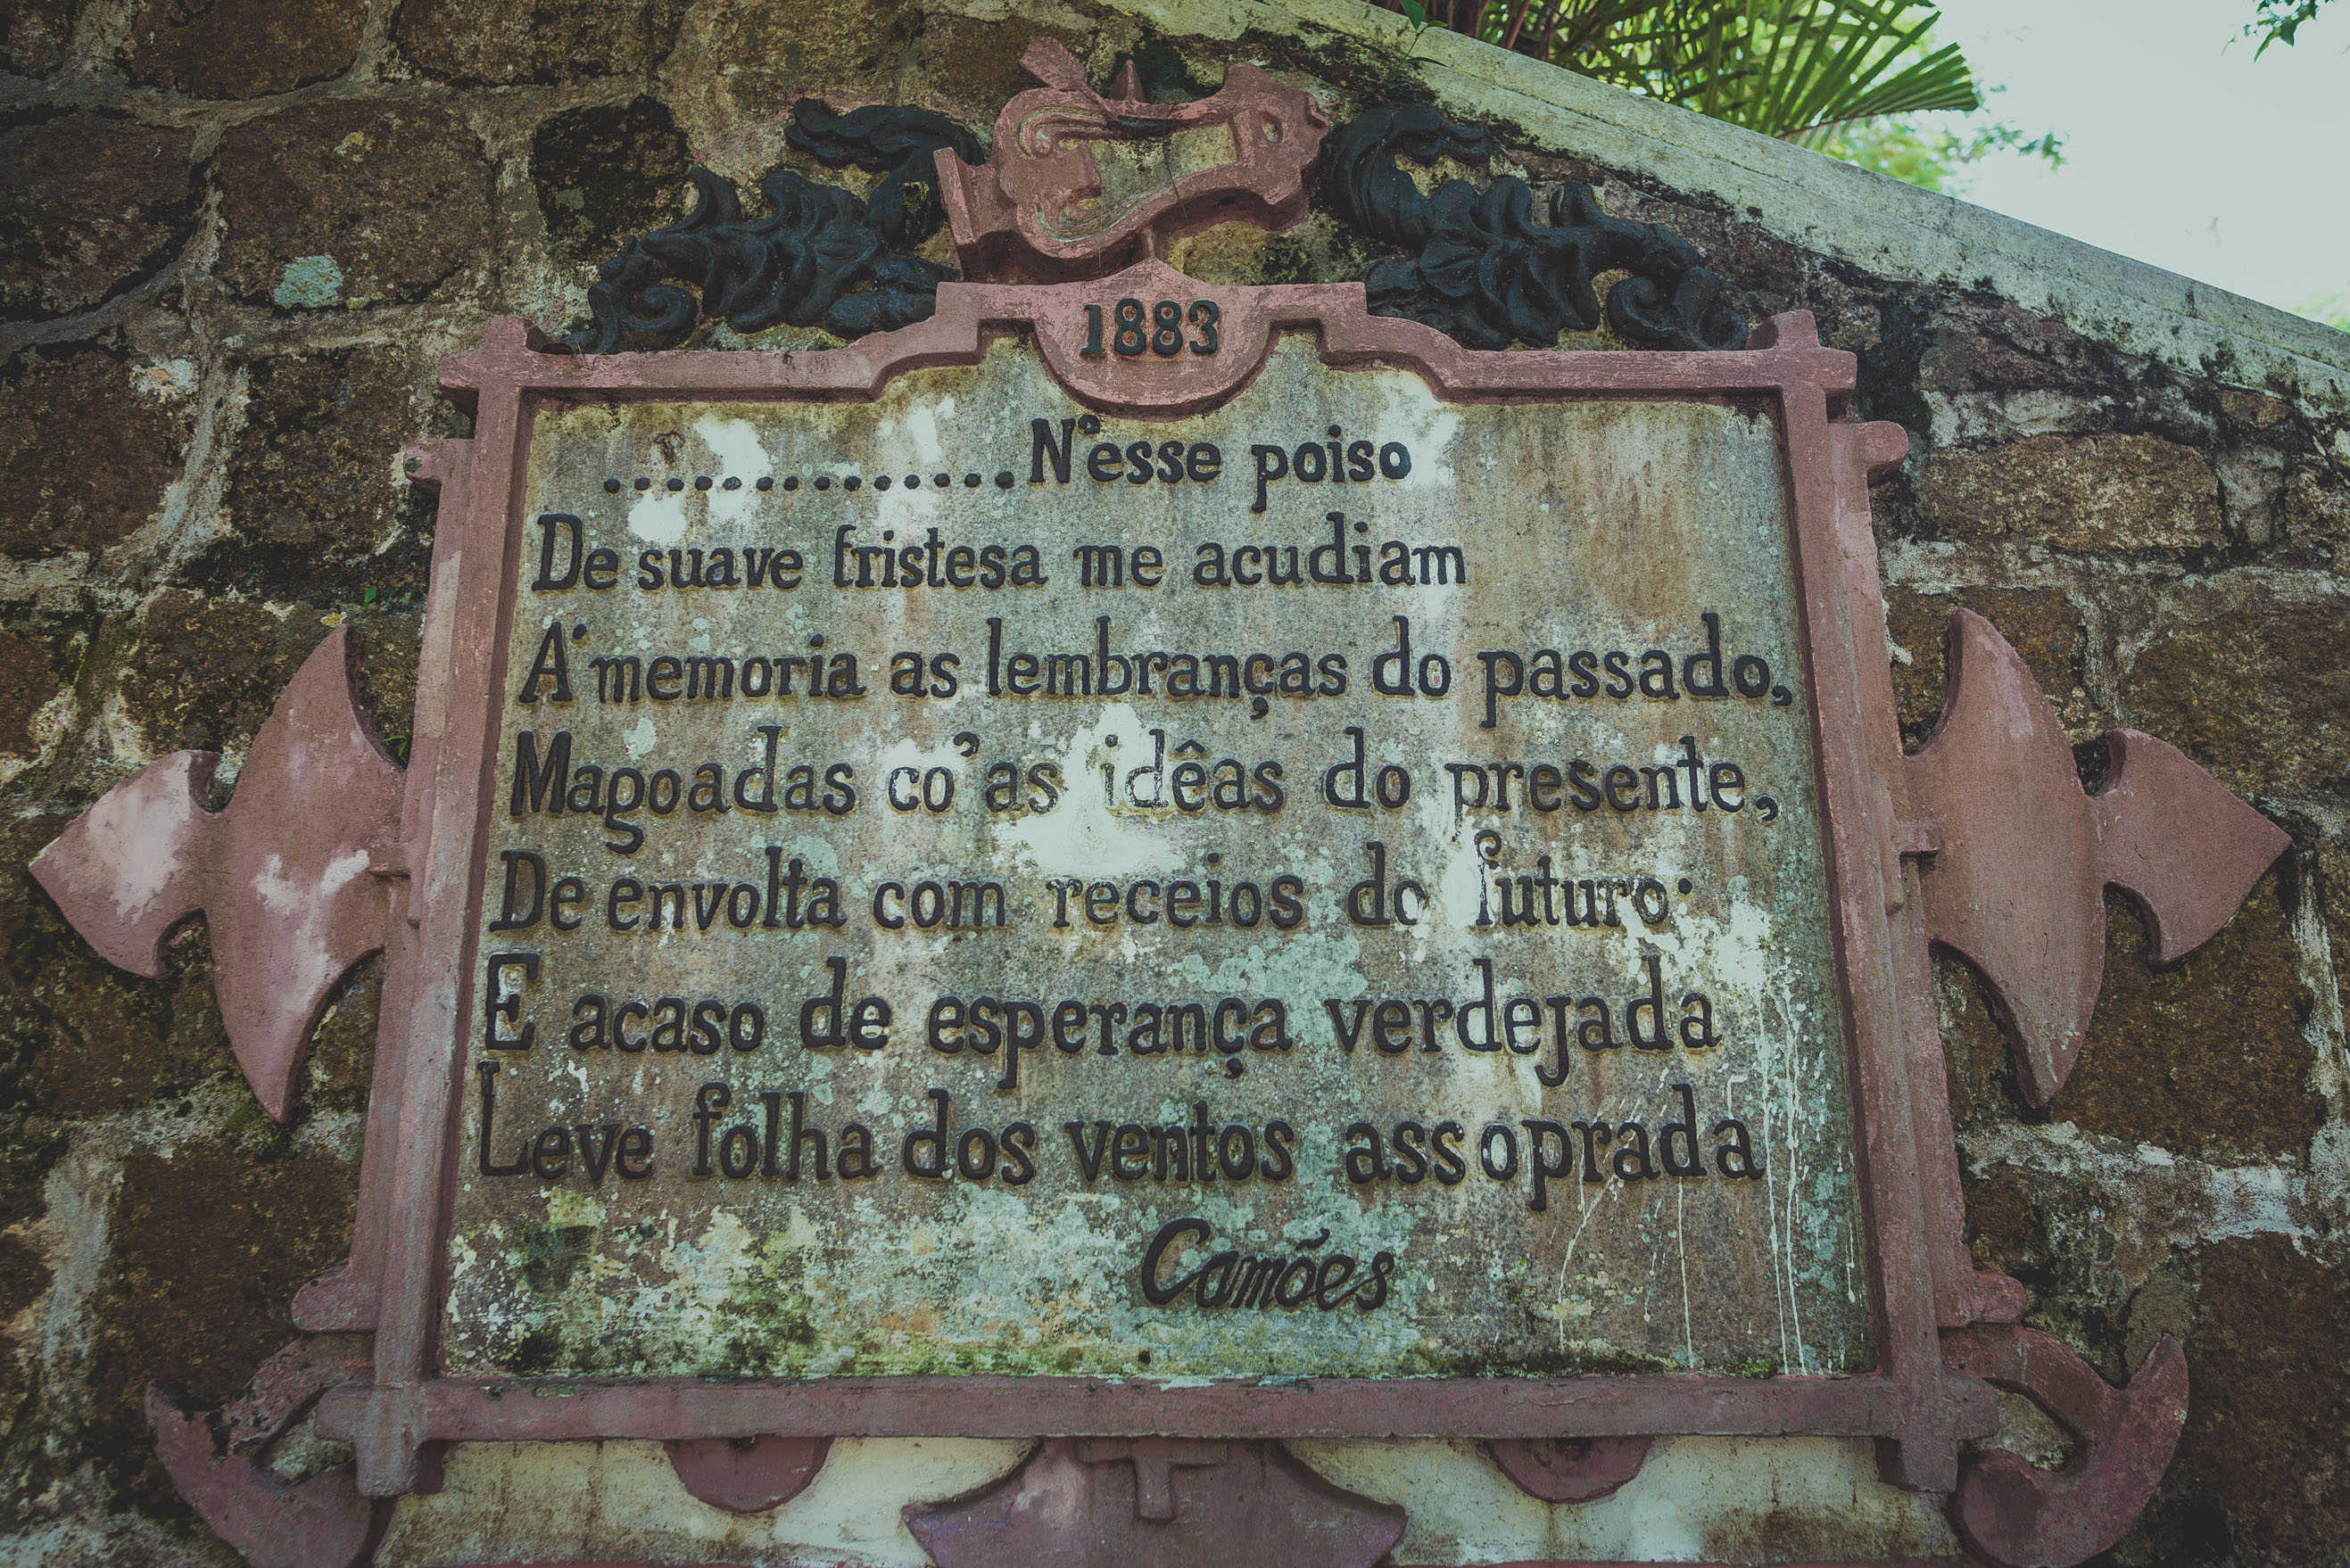 1883
..............N'esse poiso
De suave tristesa me acudiam
A' memoria as lembranças do passado,
Magoadas co'as idêas do presente,
De envolta com receios do futuro.
E acaso de esperança verdejada
Leve folha dos ventos assoprada
Camões